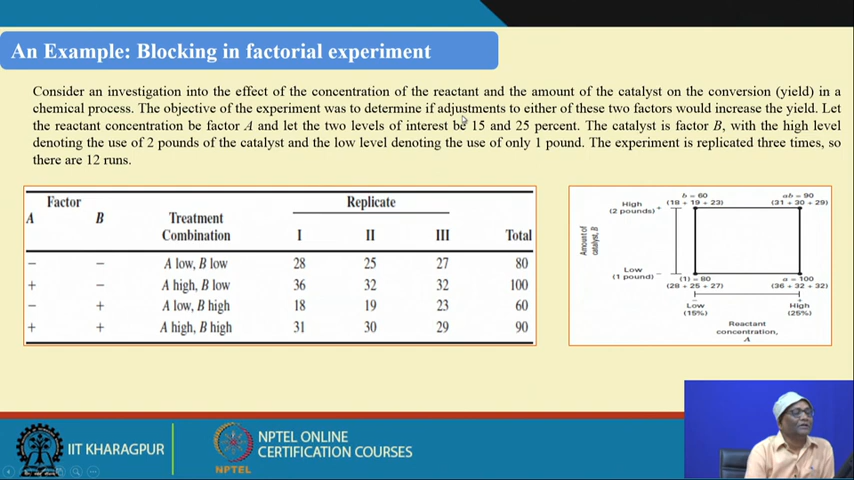 An Example: Blocking in factorial experiment
Consider an investigation into the effect of the concentration of the reactant and the amount of the catalyst on the conversion (yield) in a
chemical process. The objective of the experiment was to determine if adjustments to either of these two factors would increase the yield. Let
the reactant concentration be factor A and let the two levels of interest be 15 and 25 percent. The catalyst is factor B, with the high level
denoting the use of 2 pounds of the catalyst and the low level denoting the use of only 1 pound. The experiment is replicated three times, so
there are 12 runs.
Factor Replicate
A B Treatment Combination I II III Total
− − A low, B low 28 25 27 80
+ − A high, B low 36 32 32 100
− + A low, B high 18 19 23 60
+ + A high, B high 31 30 29 90
b = 60 ab = 90
High (18 + 19 + 23) (31 + 30 + 29)
(2 pounds) +
Amount of
catalyst, B
Low −
(1 pound) (1) = 80 a = 100
(28 + 25 + 27) (36 + 32 + 32)
− +
Low High
(15%) (25%)
Reactant
concentration,
A
IIT KHARAGPUR
NPTEL
NPTEL ONLINE
CERTIFICATION COURSES